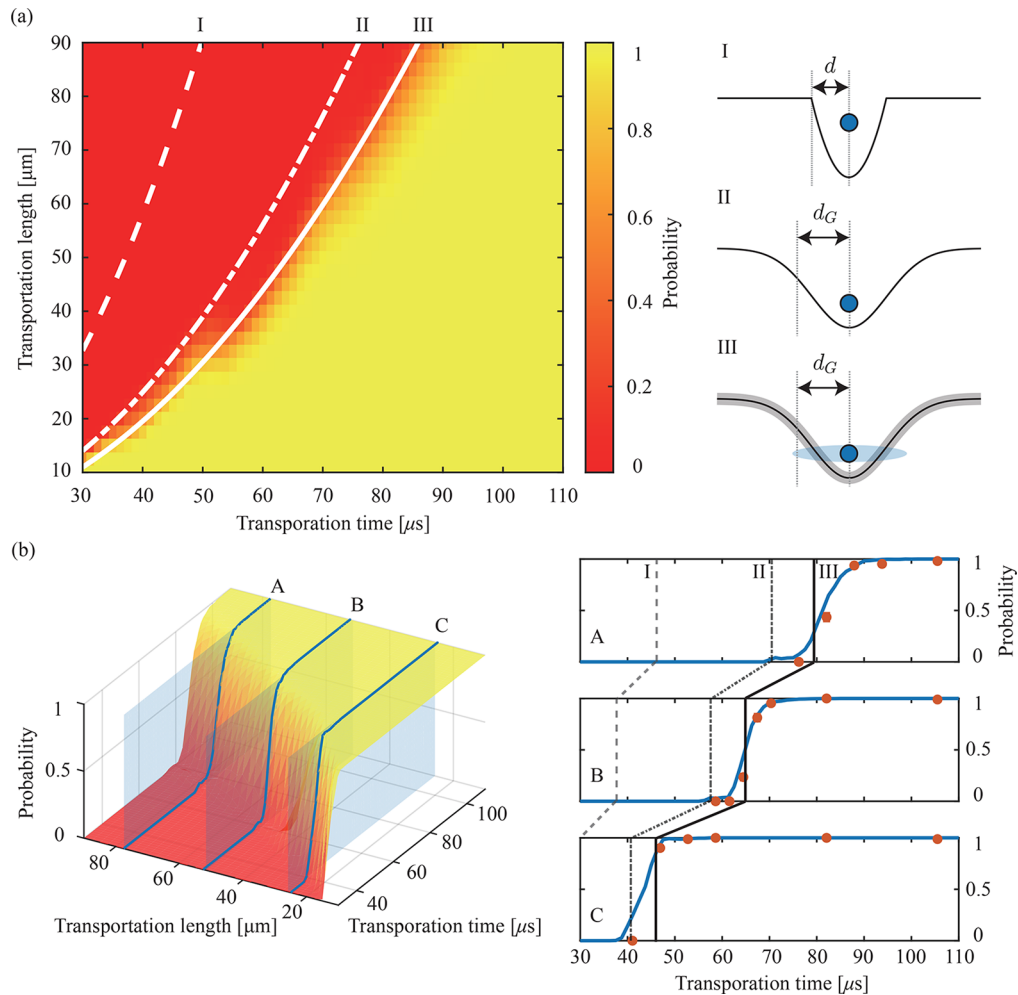 (a)
I II III
90
80
70
60
50
40
30
20
10
Transportation length [μm]
30 40 50 60 70 80 90 100 110
Transporation time [μs]
1
0.8
0.6
0.4
0.2
0
Probability
I
d
II
d_G
III
d_G
(b)
A
B
C
1
0.5
0
Probability
80 60 40 20
Transportation length [μm]
40 60 80 100
Transportation time [μs]
I II III
A
1
0.5
0
Probability
B
1
0.5
0
C
1
0.5
0
30 40 50 60 70 80 90 100 110
Transporation time [μs]